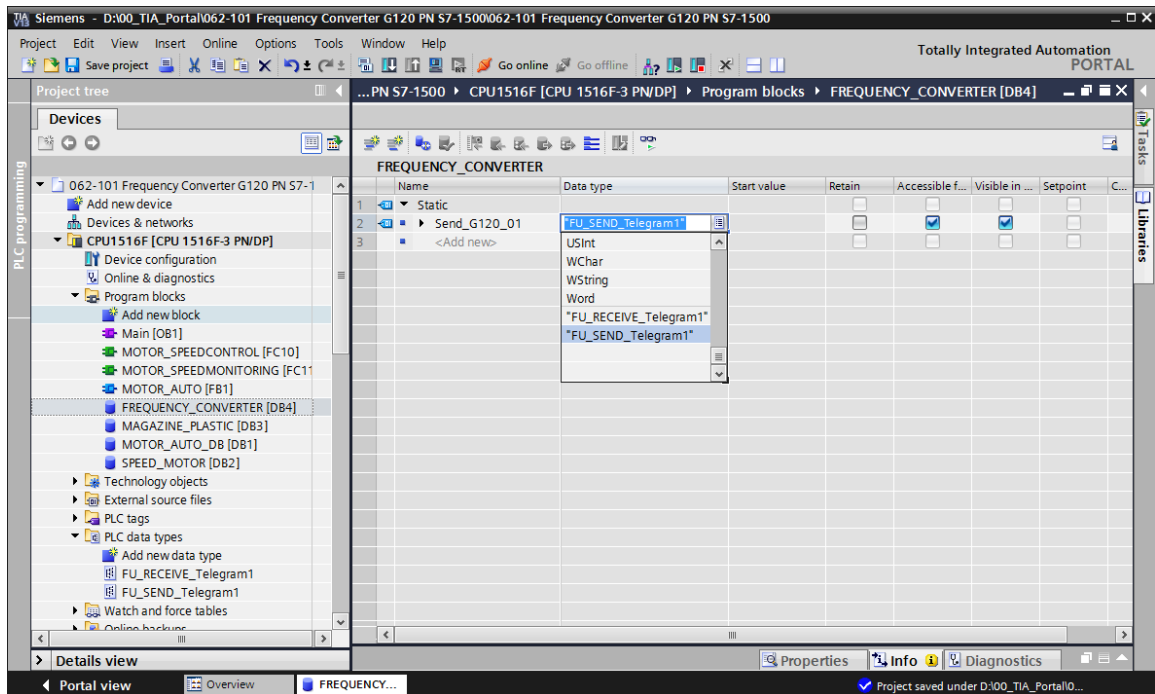 Siemens - D:\00_TIA_Portal\062-101 Frequency Converter G120 PN S7-1500\062-101 Frequency Converter G120 PN S7-1500
Project Edit View Insert Online Options Tools Window Help
Totally Integrated Automation
PORTAL
Save project Go online Go offline
Project tree
...PN S7-1500 CPU1516F [CPU 1516F-3 PN/DP] Program blocks FREQUENCY_CONVERTER [DB4]
Devices
FREQUENCY_CONVERTER
Name Data type Start value Retain Accessible f... Visible in ... Setpoint C...
1 Static
2 Send_G120_01 "FU_SEND_Telegram1"
3 <Add new>
USInt
WChar
WString
Word
"FU_RECEIVE_Telegram1"
"FU_SEND_Telegram1"
062-101 Frequency Converter G120 PN S7-1
Add new device
Devices & networks
CPU1516F [CPU 1516F-3 PN/DP]
Device configuration
Online & diagnostics
Program blocks
Add new block
Main [OB1]
MOTOR_SPEEDCONTROL [FC10]
MOTOR_SPEEDMONITORING [FC11
MOTOR_AUTO [FB1]
FREQUENCY_CONVERTER [DB4]
MAGAZINE_PLASTIC [DB3]
MOTOR_AUTO_DB [DB1]
SPEED_MOTOR [DB2]
Technology objects
External source files
PLC tags
PLC data types
Add new data type
FU_RECEIVE_Telegram1
FU_SEND_Telegram1
Watch and force tables
Online backups
Details view
PLC programming
Tasks
Libraries
Properties Info Diagnostics
Portal view Overview FREQUENCY... Project saved under D:\00_TIA_Portal\0...